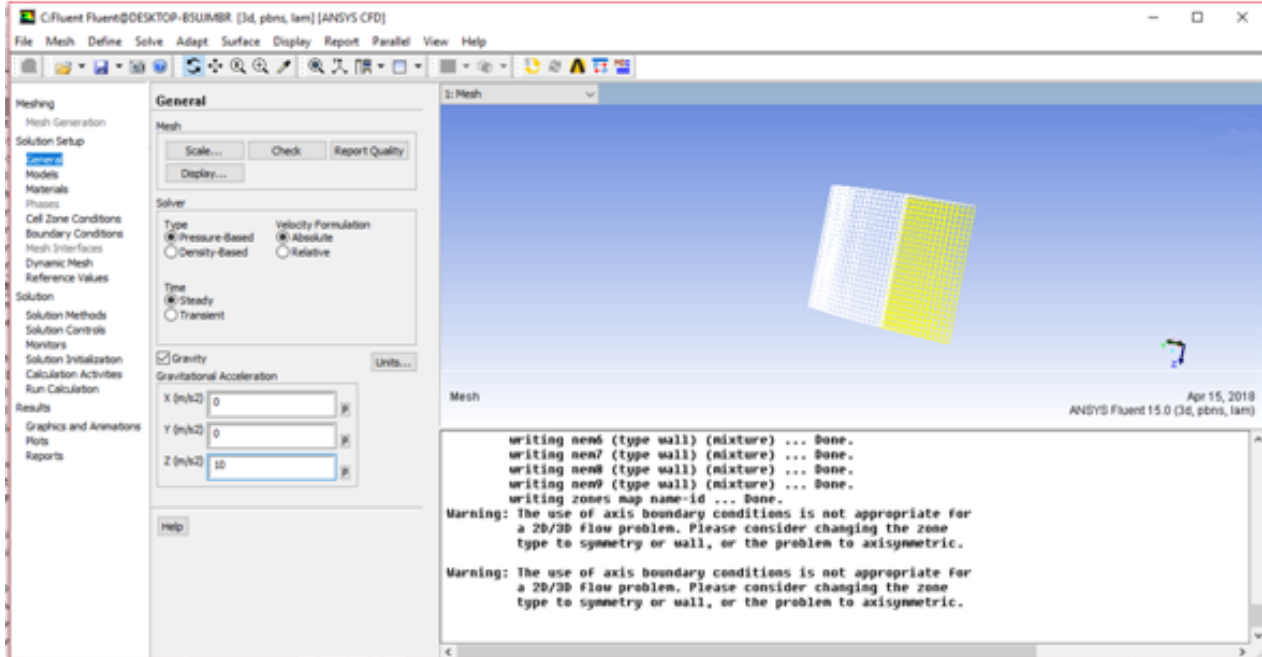 C:Fluent Fluent@DESKTOP-B5UJMBR [3d, pbns, lam] [ANSYS CFD]
File Mesh Define Solve Adapt Surface Display Report Parallel View Help
Meshing
Mesh Generation
Solution Setup
General
Models
Materials
Phases
Cell Zone Conditions
Boundary Conditions
Mesh Interfaces
Dynamic Mesh
Reference Values
Solution
Solution Methods
Solution Controls
Monitors
Solution Initialization
Calculation Activities
Run Calculation
Results
Graphics and Animations
Plots
Reports
General
Mesh
Scale... Check Report Quality
Display...
Solver
Type Velocity Formulation
Pressure-Based Absolute
Density-Based Relative
Time
Steady
Transient
Gravity
Units...
Gravitational Acceleration
X (m/s2) 0 P
Y (m/s2) 0 P
Z (m/s2) 10 P
Help
1: Mesh
Mesh
Apr 15, 2018
ANSYS Fluent 15.0 (3d, pbns, lam)
writing nem6 (type wall) (mixture) ... Done.
writing nem7 (type wall) (mixture) ... Done.
writing nem8 (type wall) (mixture) ... Done.
writing nem9 (type wall) (mixture) ... Done.
writing zones map name-id ... Done.
Warning: The use of axis boundary conditions is not appropriate for
a 2D/3D flow problem. Please consider changing the zone
type to symmetry or wall, or the problem to axisymmetric.
Warning: The use of axis boundary conditions is not appropriate for
a 2D/3D flow problem. Please consider changing the zone
type to symmetry or wall, or the problem to axisymmetric.